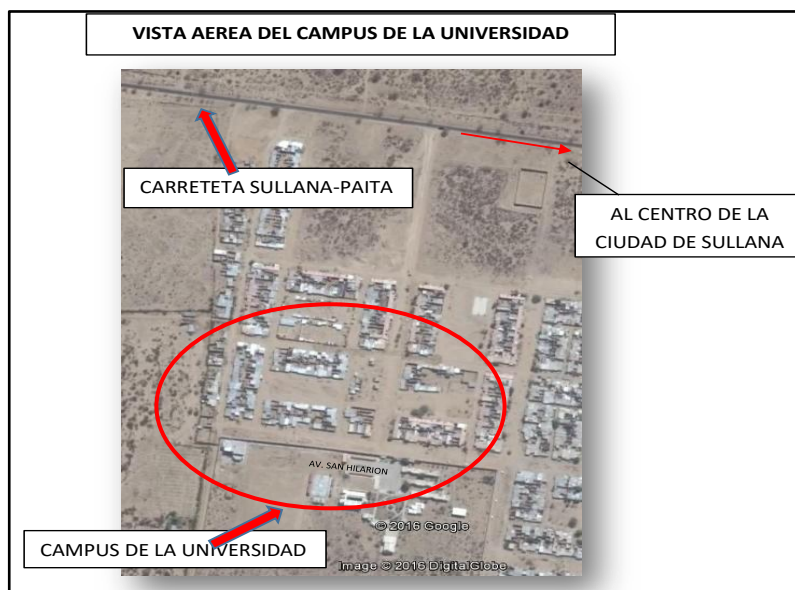 VISTA AEREA DEL CAMPUS DE LA UNIVERSIDAD
CARRETETA SULLANA-PAITA
AL CENTRO DE LA
CIUDAD DE SULLANA
AV. SAN HILARION
© 2016 Google
CAMPUS DE LA UNIVERSIDAD
Image © 2016 DigitalGlobe